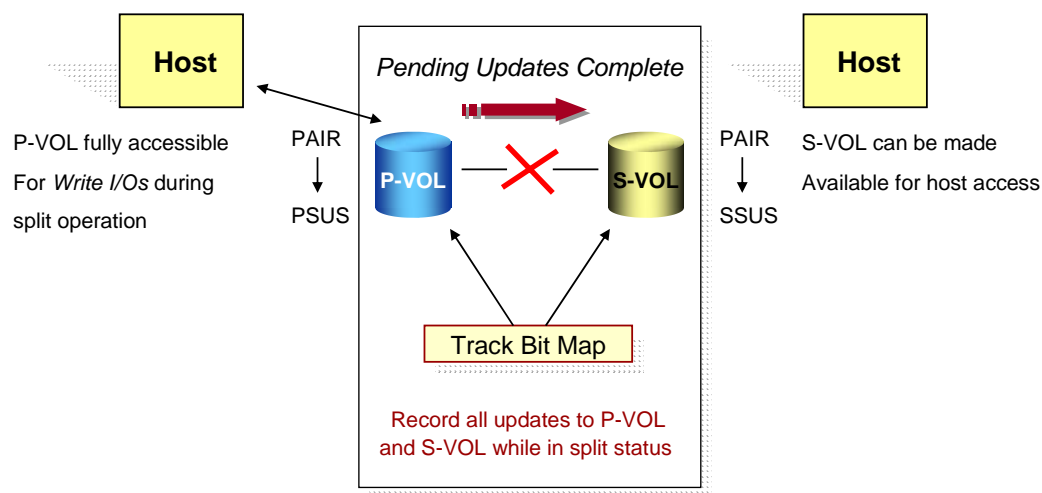 Host
P-VOL fully accessible
For Write I/Os during
split operation
PAIR
PSUS
Pending Updates Complete
P-VOL
S-VOL
Track Bit Map
Record all updates to P-VOL
and S-VOL while in split status
PAIR
SSUS
Host
S-VOL can be made
Available for host access